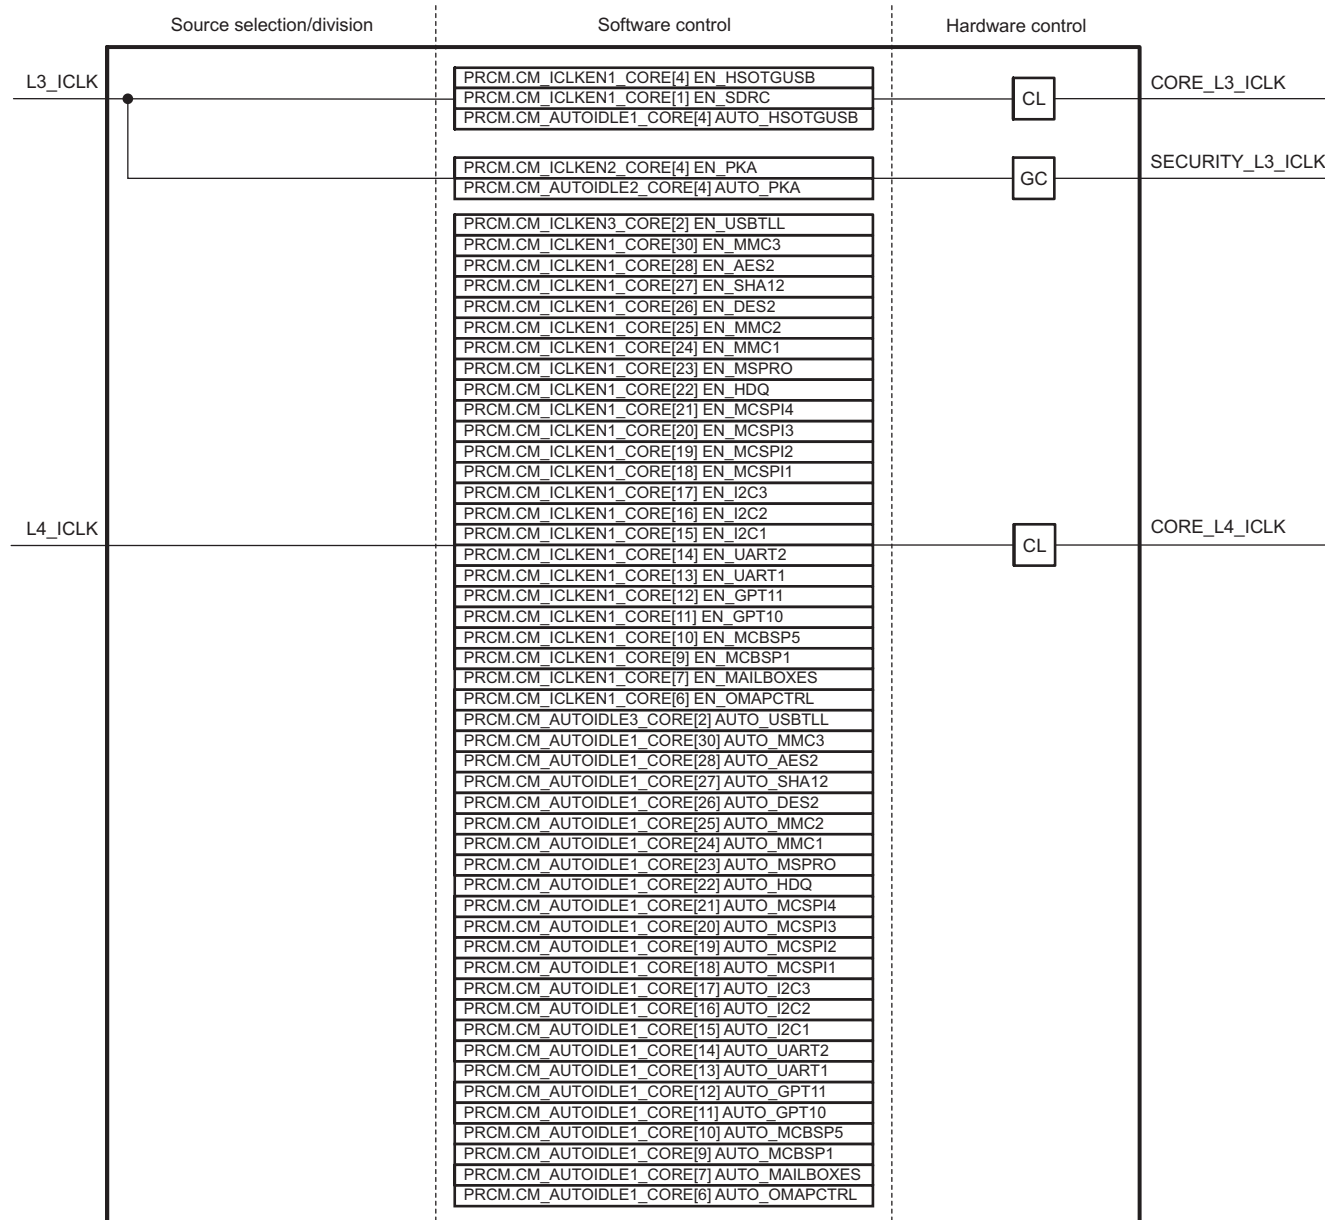 Source selection/division
Software control
Hardware control
L3_ICLK
PRCM.CM_ICLKEN1_CORE[4] EN_HSOTGUSB
PRCM.CM_ICLKEN1_CORE[1] EN_SDRC
PRCM.CM_AUTOIDLE1_CORE[4] AUTO_HSOTGUSB
CL
CORE_L3_ICLK
PRCM.CM_ICLKEN2_CORE[4] EN_PKA
PRCM.CM_AUTOIDLE2_CORE[4] AUTO_PKA
GC
SECURITY_L3_ICLK
PRCM.CM_ICLKEN3_CORE[2] EN_USBTLL
PRCM.CM_ICLKEN1_CORE[30] EN_MMC3
PRCM.CM_ICLKEN1_CORE[28] EN_AES2
PRCM.CM_ICLKEN1_CORE[27] EN_SHA12
PRCM.CM_ICLKEN1_CORE[26] EN_DES2
PRCM.CM_ICLKEN1_CORE[25] EN_MMC2
PRCM.CM_ICLKEN1_CORE[24] EN_MMC1
PRCM.CM_ICLKEN1_CORE[23] EN_MSPRO
PRCM.CM_ICLKEN1_CORE[22] EN_HDQ
PRCM.CM_ICLKEN1_CORE[21] EN_MCSPI4
PRCM.CM_ICLKEN1_CORE[20] EN_MCSPI3
PRCM.CM_ICLKEN1_CORE[19] EN_MCSPI2
PRCM.CM_ICLKEN1_CORE[18] EN_MCSPI1
PRCM.CM_ICLKEN1_CORE[17] EN_I2C3
PRCM.CM_ICLKEN1_CORE[16] EN_I2C2
PRCM.CM_ICLKEN1_CORE[15] EN_I2C1
L4_ICLK
PRCM.CM_ICLKEN1_CORE[14] EN_UART2
CL
CORE_L4_ICLK
PRCM.CM_ICLKEN1_CORE[13] EN_UART1
PRCM.CM_ICLKEN1_CORE[12] EN_GPT11
PRCM.CM_ICLKEN1_CORE[11] EN_GPT10
PRCM.CM_ICLKEN1_CORE[10] EN_MCBSP5
PRCM.CM_ICLKEN1_CORE[9] EN_MCBSP1
PRCM.CM_ICLKEN1_CORE[7] EN_MAILBOXES
PRCM.CM_ICLKEN1_CORE[6] EN_OMAPCTRL
PRCM.CM_AUTOIDLE3_CORE[2] AUTO_USBTLL
PRCM.CM_AUTOIDLE1_CORE[30] AUTO_MMC3
PRCM.CM_AUTOIDLE1_CORE[28] AUTO_AES2
PRCM.CM_AUTOIDLE1_CORE[27] AUTO_SHA12
PRCM.CM_AUTOIDLE1_CORE[26] AUTO_DES2
PRCM.CM_AUTOIDLE1_CORE[25] AUTO_MMC2
PRCM.CM_AUTOIDLE1_CORE[24] AUTO_MMC1
PRCM.CM_AUTOIDLE1_CORE[23] AUTO_MSPRO
PRCM.CM_AUTOIDLE1_CORE[22] AUTO_HDQ
PRCM.CM_AUTOIDLE1_CORE[21] AUTO_MCSPI4
PRCM.CM_AUTOIDLE1_CORE[20] AUTO_MCSPI3
PRCM.CM_AUTOIDLE1_CORE[19] AUTO_MCSPI2
PRCM.CM_AUTOIDLE1_CORE[18] AUTO_MCSPI1
PRCM.CM_AUTOIDLE1_CORE[17] AUTO_I2C3
PRCM.CM_AUTOIDLE1_CORE[16] AUTO_I2C2
PRCM.CM_AUTOIDLE1_CORE[15] AUTO_I2C1
PRCM.CM_AUTOIDLE1_CORE[14] AUTO_UART2
PRCM.CM_AUTOIDLE1_CORE[13] AUTO_UART1
PRCM.CM_AUTOIDLE1_CORE[12] AUTO_GPT11
PRCM.CM_AUTOIDLE1_CORE[11] AUTO_GPT10
PRCM.CM_AUTOIDLE1_CORE[10] AUTO_MCBSP5
PRCM.CM_AUTOIDLE1_CORE[9] AUTO_MCBSP1
PRCM.CM_AUTOIDLE1_CORE[7] AUTO_MAILBOXES
PRCM.CM_AUTOIDLE1_CORE[6] AUTO_OMAPCTRL